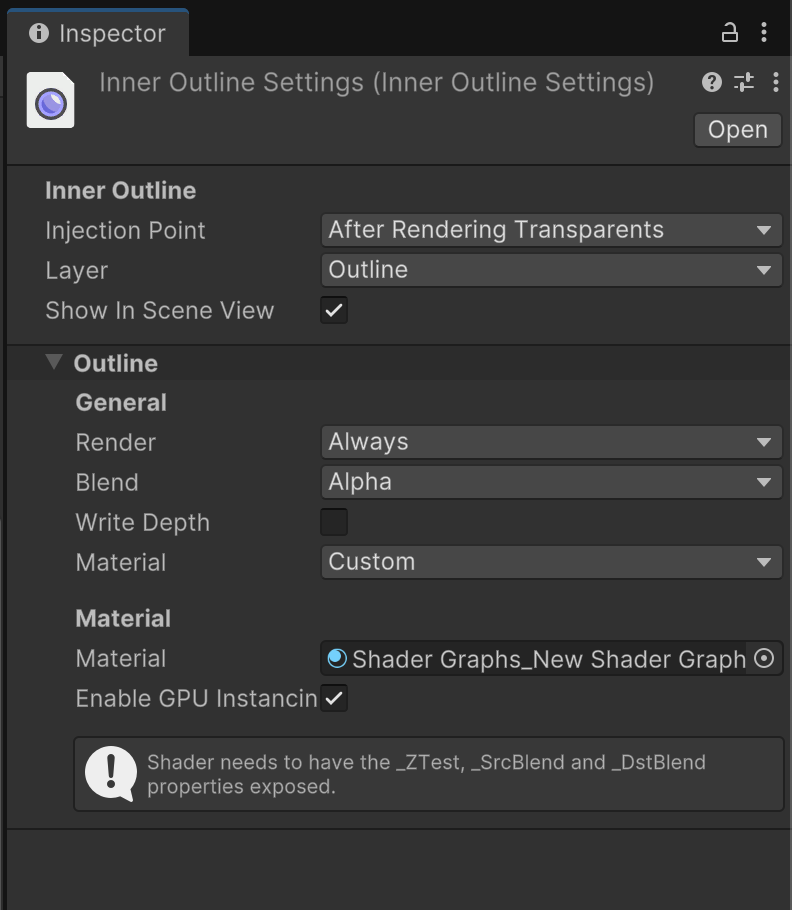 Inspector
Inner Outline Settings (Inner Outline Settings)
Open
Inner Outline
Injection Point After Rendering Transparents
Layer Outline
Show In Scene View
Outline
General
Render Always
Blend Alpha
Write Depth
Material Custom
Material
Material Shader Graphs_New Shader Graph
Enable GPU Instancin
Shader needs to have the _ZTest, _SrcBlend and _DstBlend
properties exposed.